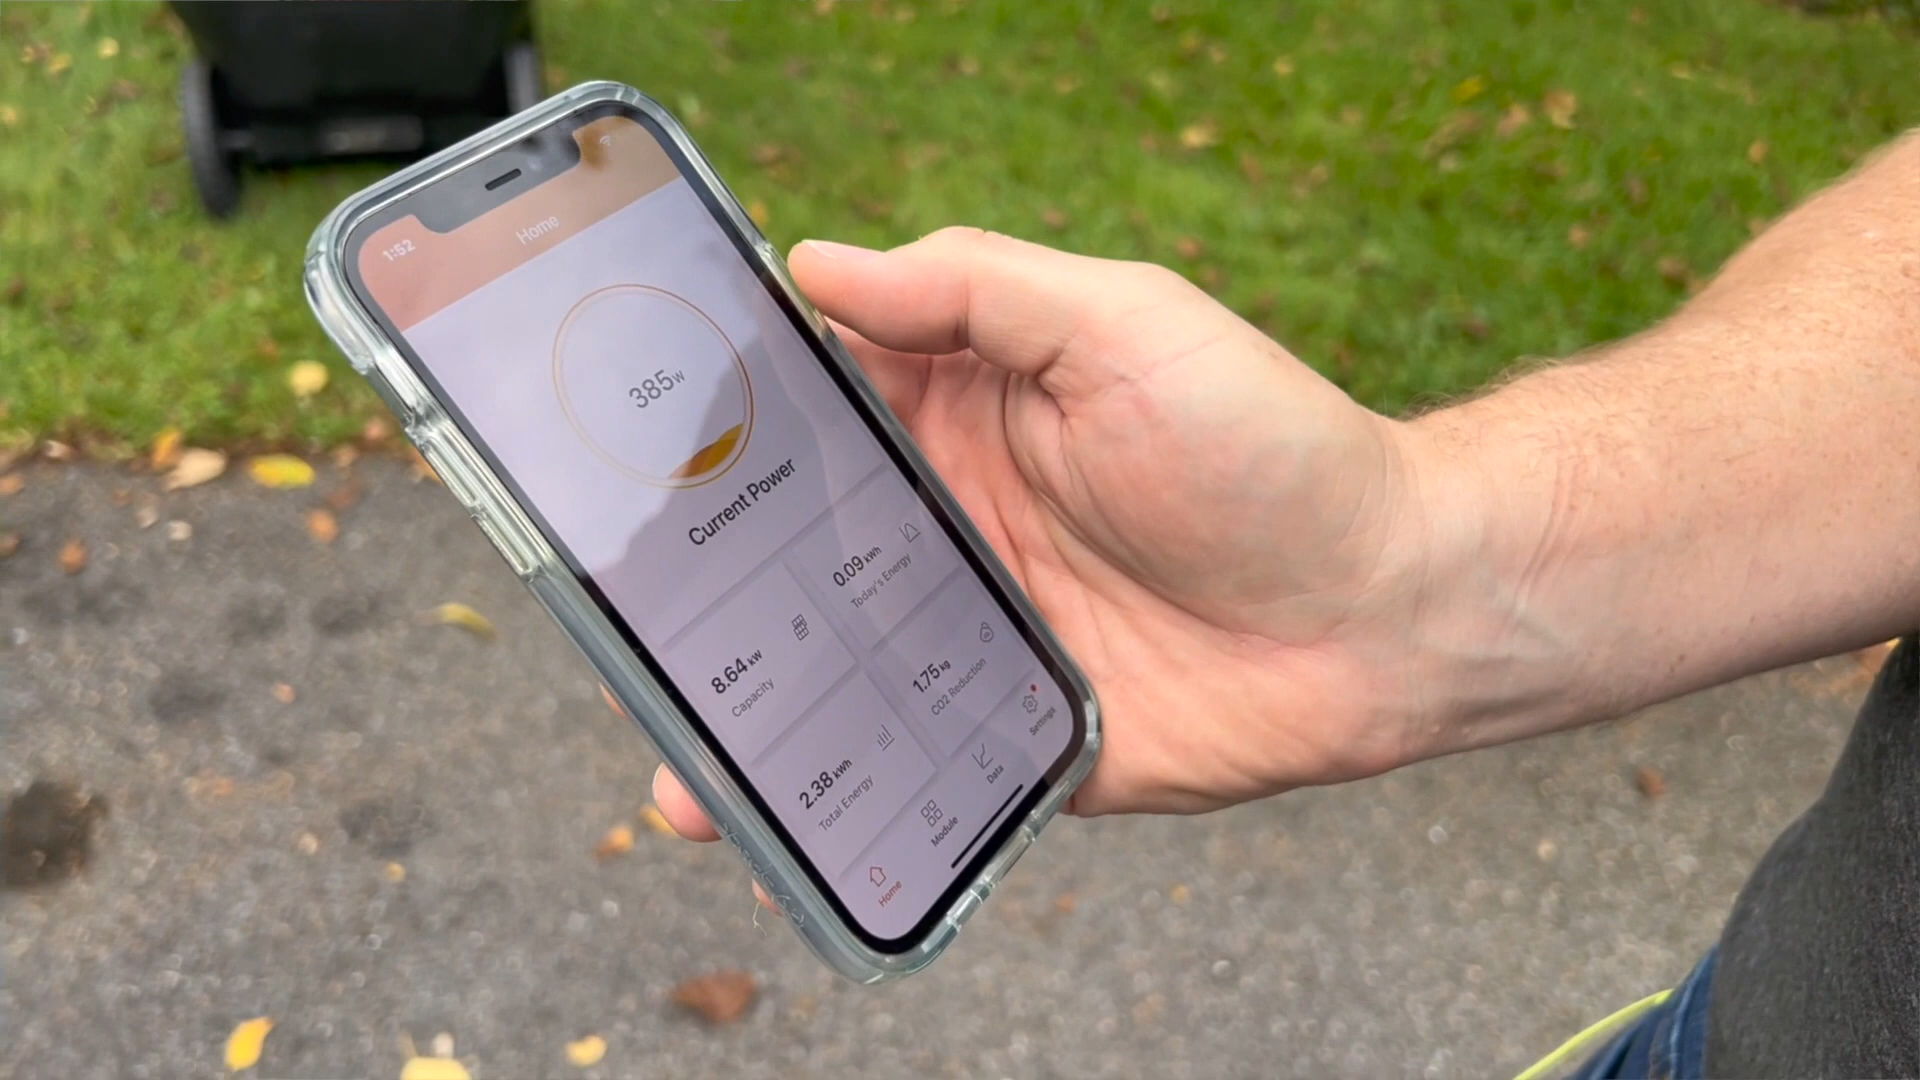 1:52
Home
385W
Current Power
8.64 kW
Capacity
0.09 kWh
Today's Energy
2.38 kWh
Total Energy
1.75 kg
CO2 Reduction
Home
Module
Data
Settings